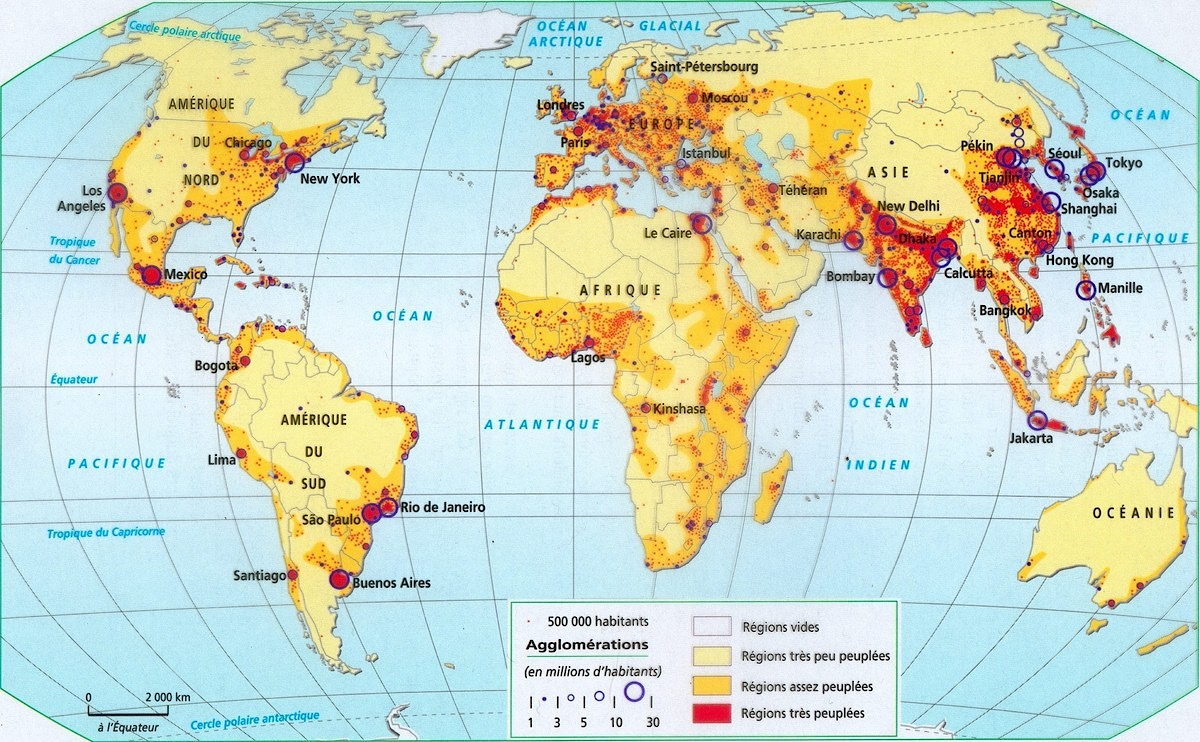 Cercle polaire arctique
OCÉAN
ARCTIQUE
GLACIAL
Saint-Pétersbourg
Moscou
Londres
EUROPE
Paris
Istanbul
AMÉRIQUE
DU
NORD
Chicago
New York
Los
Angeles
OCÉAN
PACIFIQUE
ASIE
Pékin
Tjanjin
Séoul
Tokyo
Osaka
Shanghai
Téhéran
New Delhi
Le Caire
Karachi
Dhaka
Canton
Hong Kong
Calcutta
Bombay
Manille
Bangkok
Tropique
du Cancer
Mexico
AFRIQUE
OCÉAN
ATLANTIQUE
OCÉAN
PACIFIQUE
Bogota
Lagos
Équateur
Kinshasa
OCÉAN
INDIEN
Jakarta
AMÉRIQUE
DU
SUD
Lima
Rio de Janeiro
São Paulo
OCÉANIE
Tropique du Capricorne
Santiago
Buenos Aires
500 000 habitants
Agglomérations
(en millions d'habitants)
1 3 5 10 30
Régions vides
Régions très peu peuplées
Régions assez peuplées
Régions très peuplées
0 2 000 km
à l'Équateur
Cercle polaire antarctique